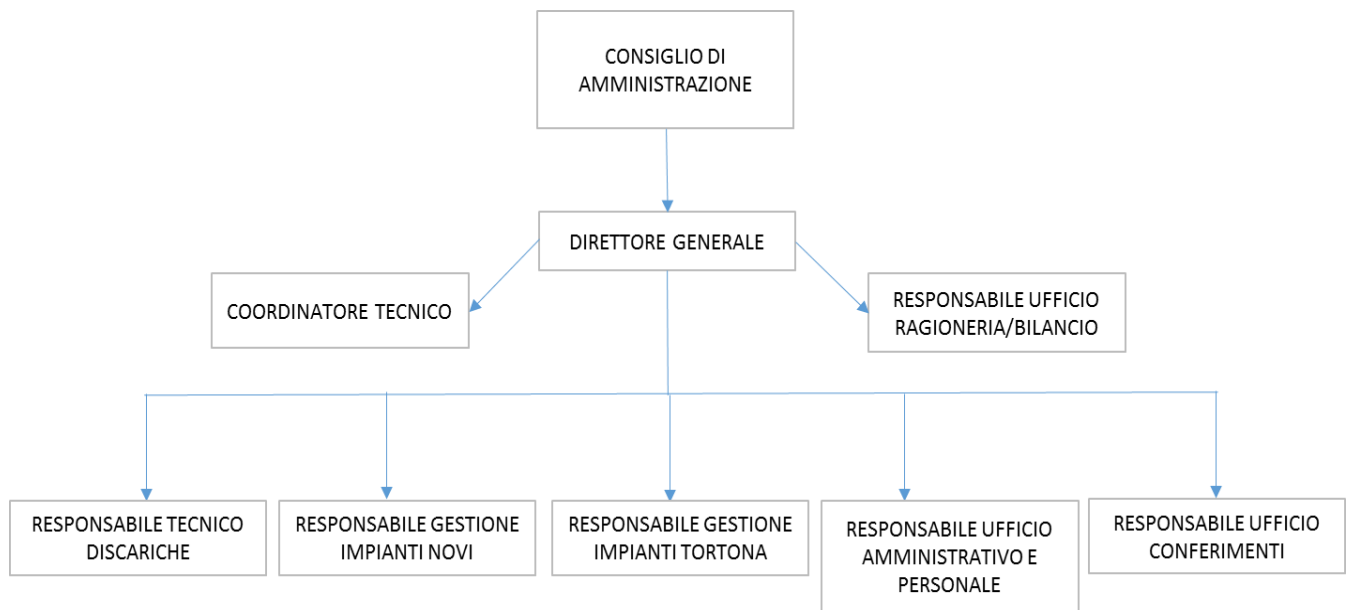 CONSIGLIO DI
AMMINISTRAZIONE
DIRETTORE GENERALE
COORDINATORE TECNICO
RESPONSABILE UFFICIO
RAGIONERIA/BILANCIO
RESPONSABILE TECNICO
DISCARICHE
RESPONSABILE GESTIONE
IMPIANTI NOVI
RESPONSABILE GESTIONE
IMPIANTI TORTONA
RESPONSABILE UFFICIO
AMMINISTRATIVO E
PERSONALE
RESPONSABILE UFFICIO
CONFERIMENTI